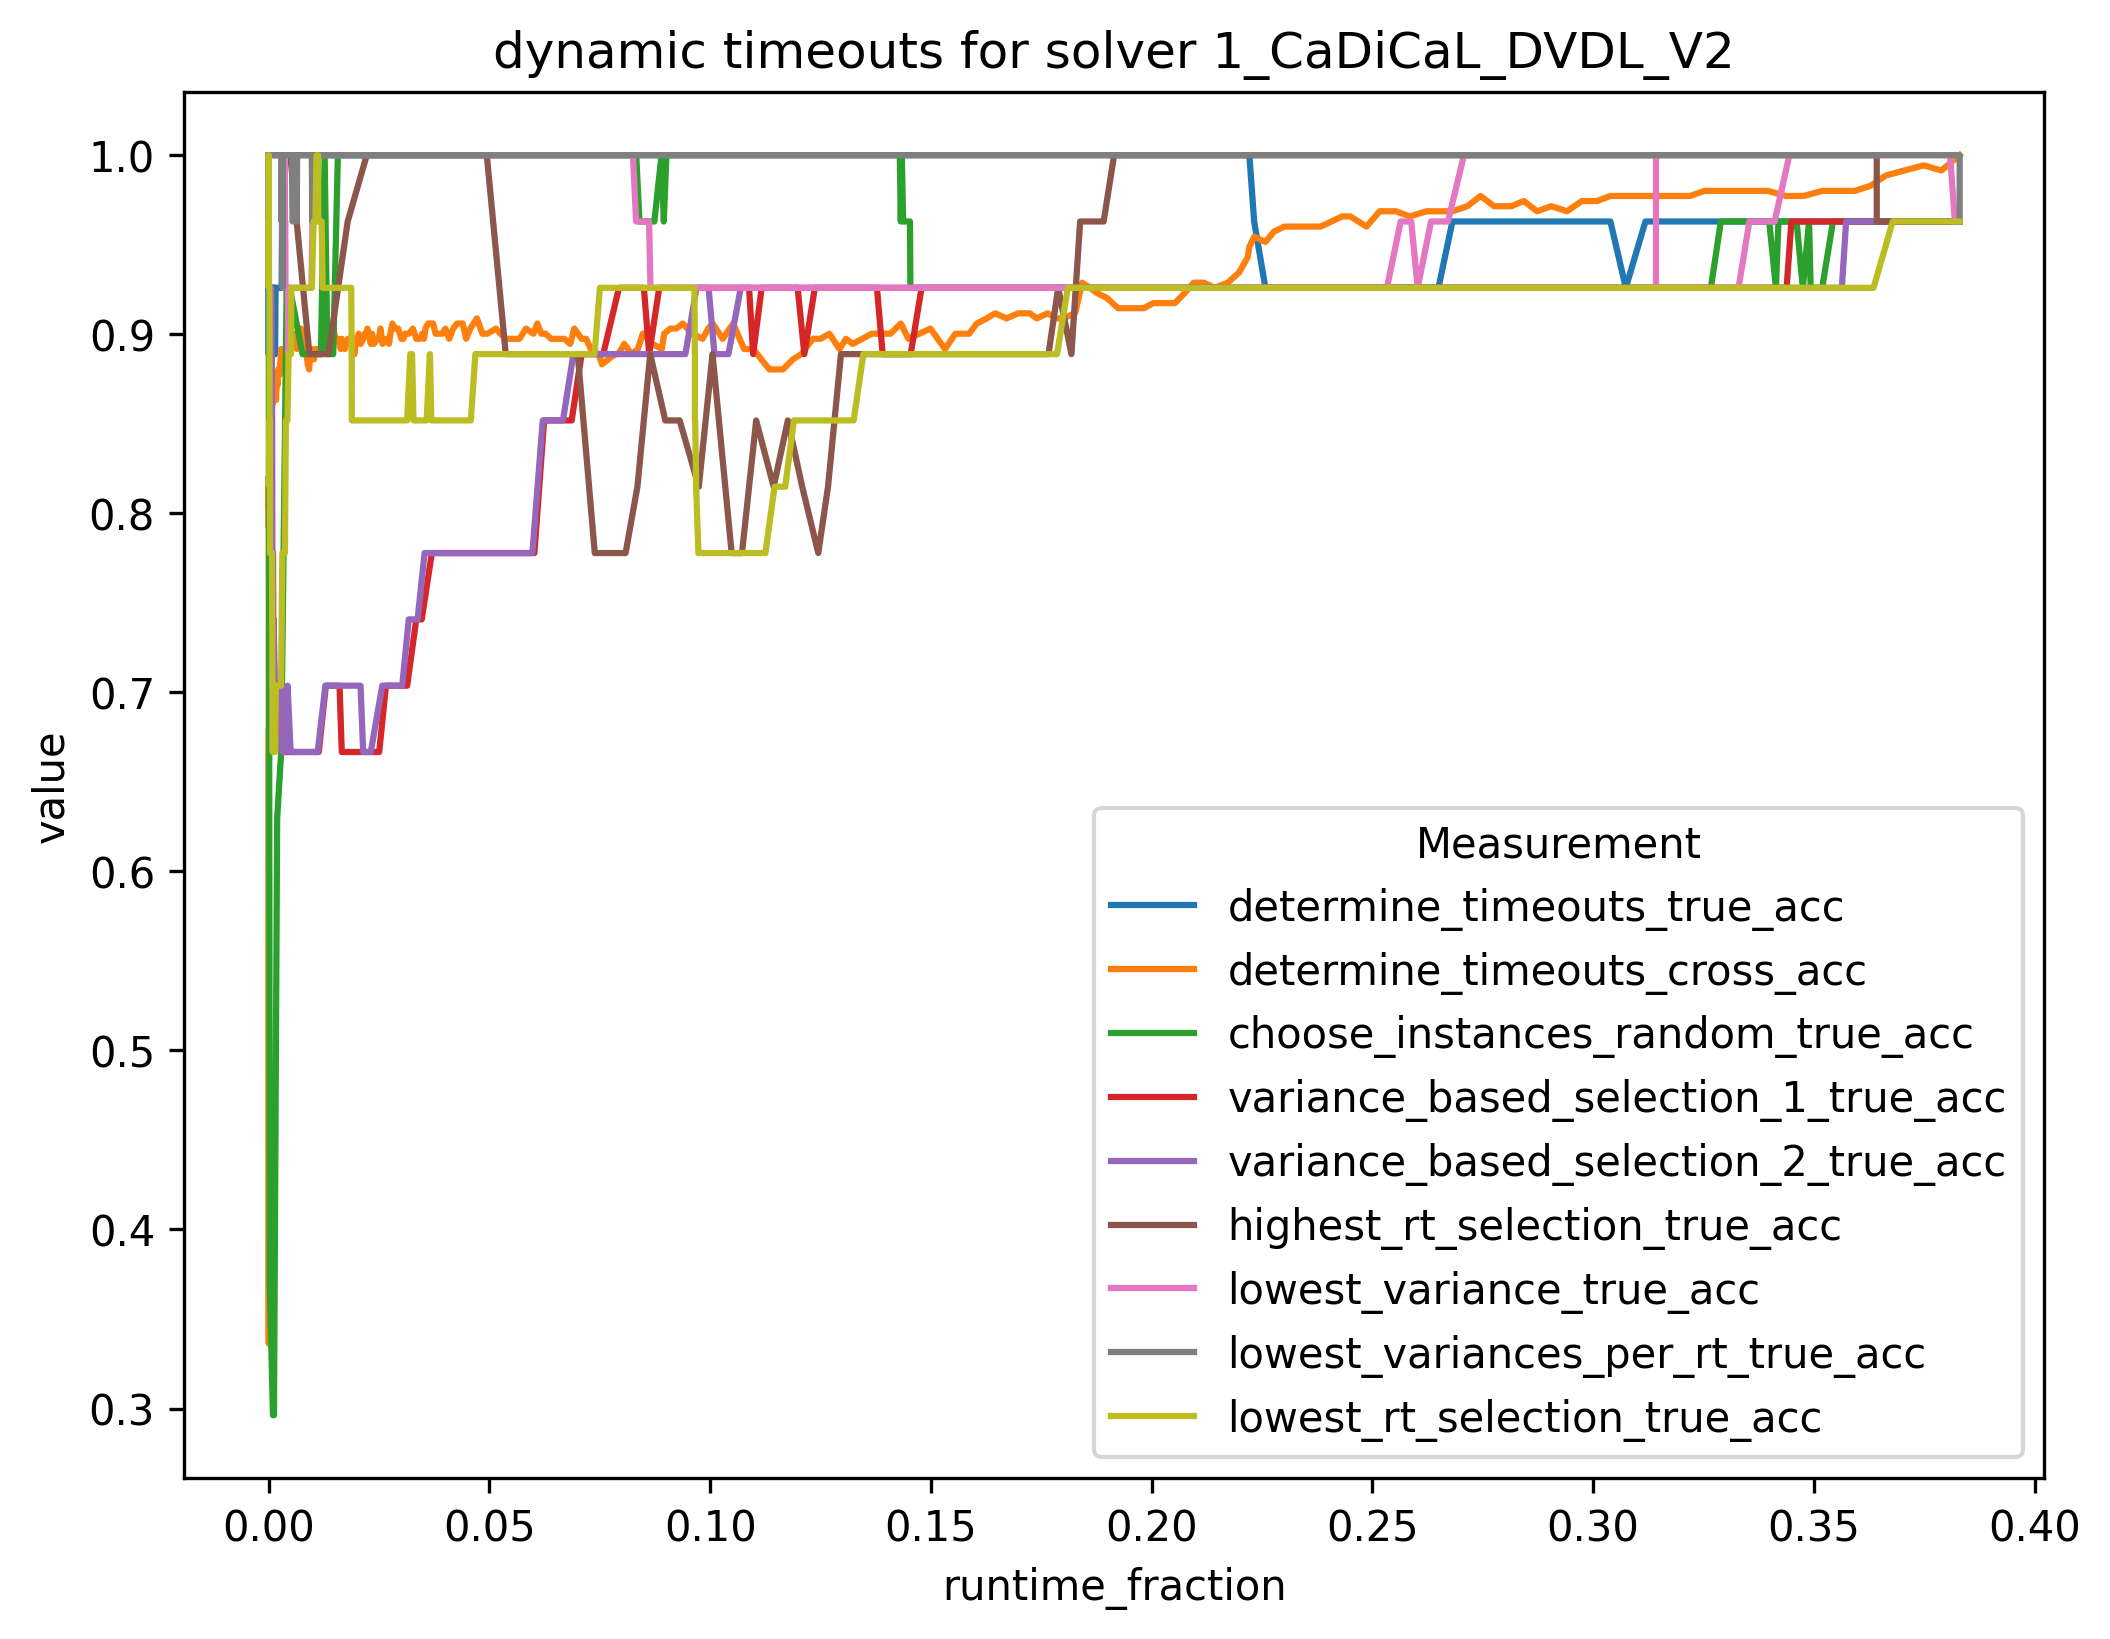 dynamic timeouts for solver 1_CaDiCaL_DVDL_V2
1.0
0.9
0.8
0.7
0.6
0.5
0.4
0.3
value
0.00 0.05 0.10 0.15 0.20 0.25 0.30 0.35 0.40
runtime_fraction
Measurement
determine_timeouts_true_acc
determine_timeouts_cross_acc
choose_instances_random_true_acc
variance_based_selection_1_true_acc
variance_based_selection_2_true_acc
highest_rt_selection_true_acc
lowest_variance_true_acc
lowest_variances_per_rt_true_acc
lowest_rt_selection_true_acc